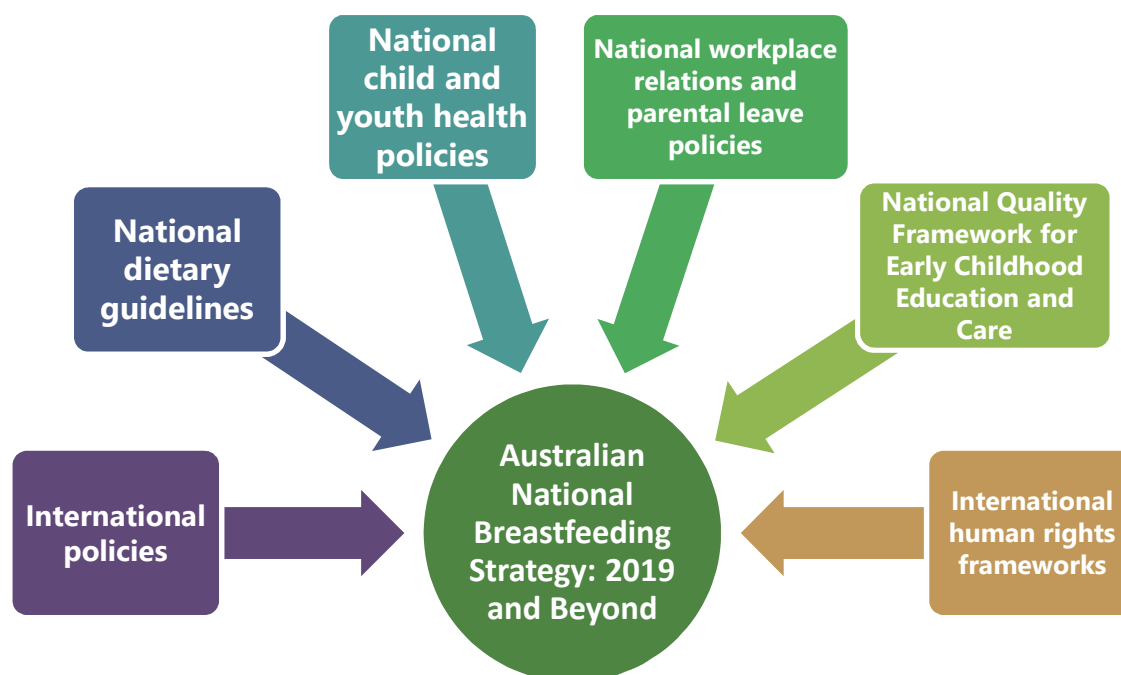 National
child and
youth health
policies
National workplace
relations and
parental leave
policies
National
dietary
guidelines
National Quality
Framework for
Early Childhood
Education and
Care
International
policies
Australian
National
Breastfeeding
Strategy: 2019
and Beyond
International
human rights
frameworks